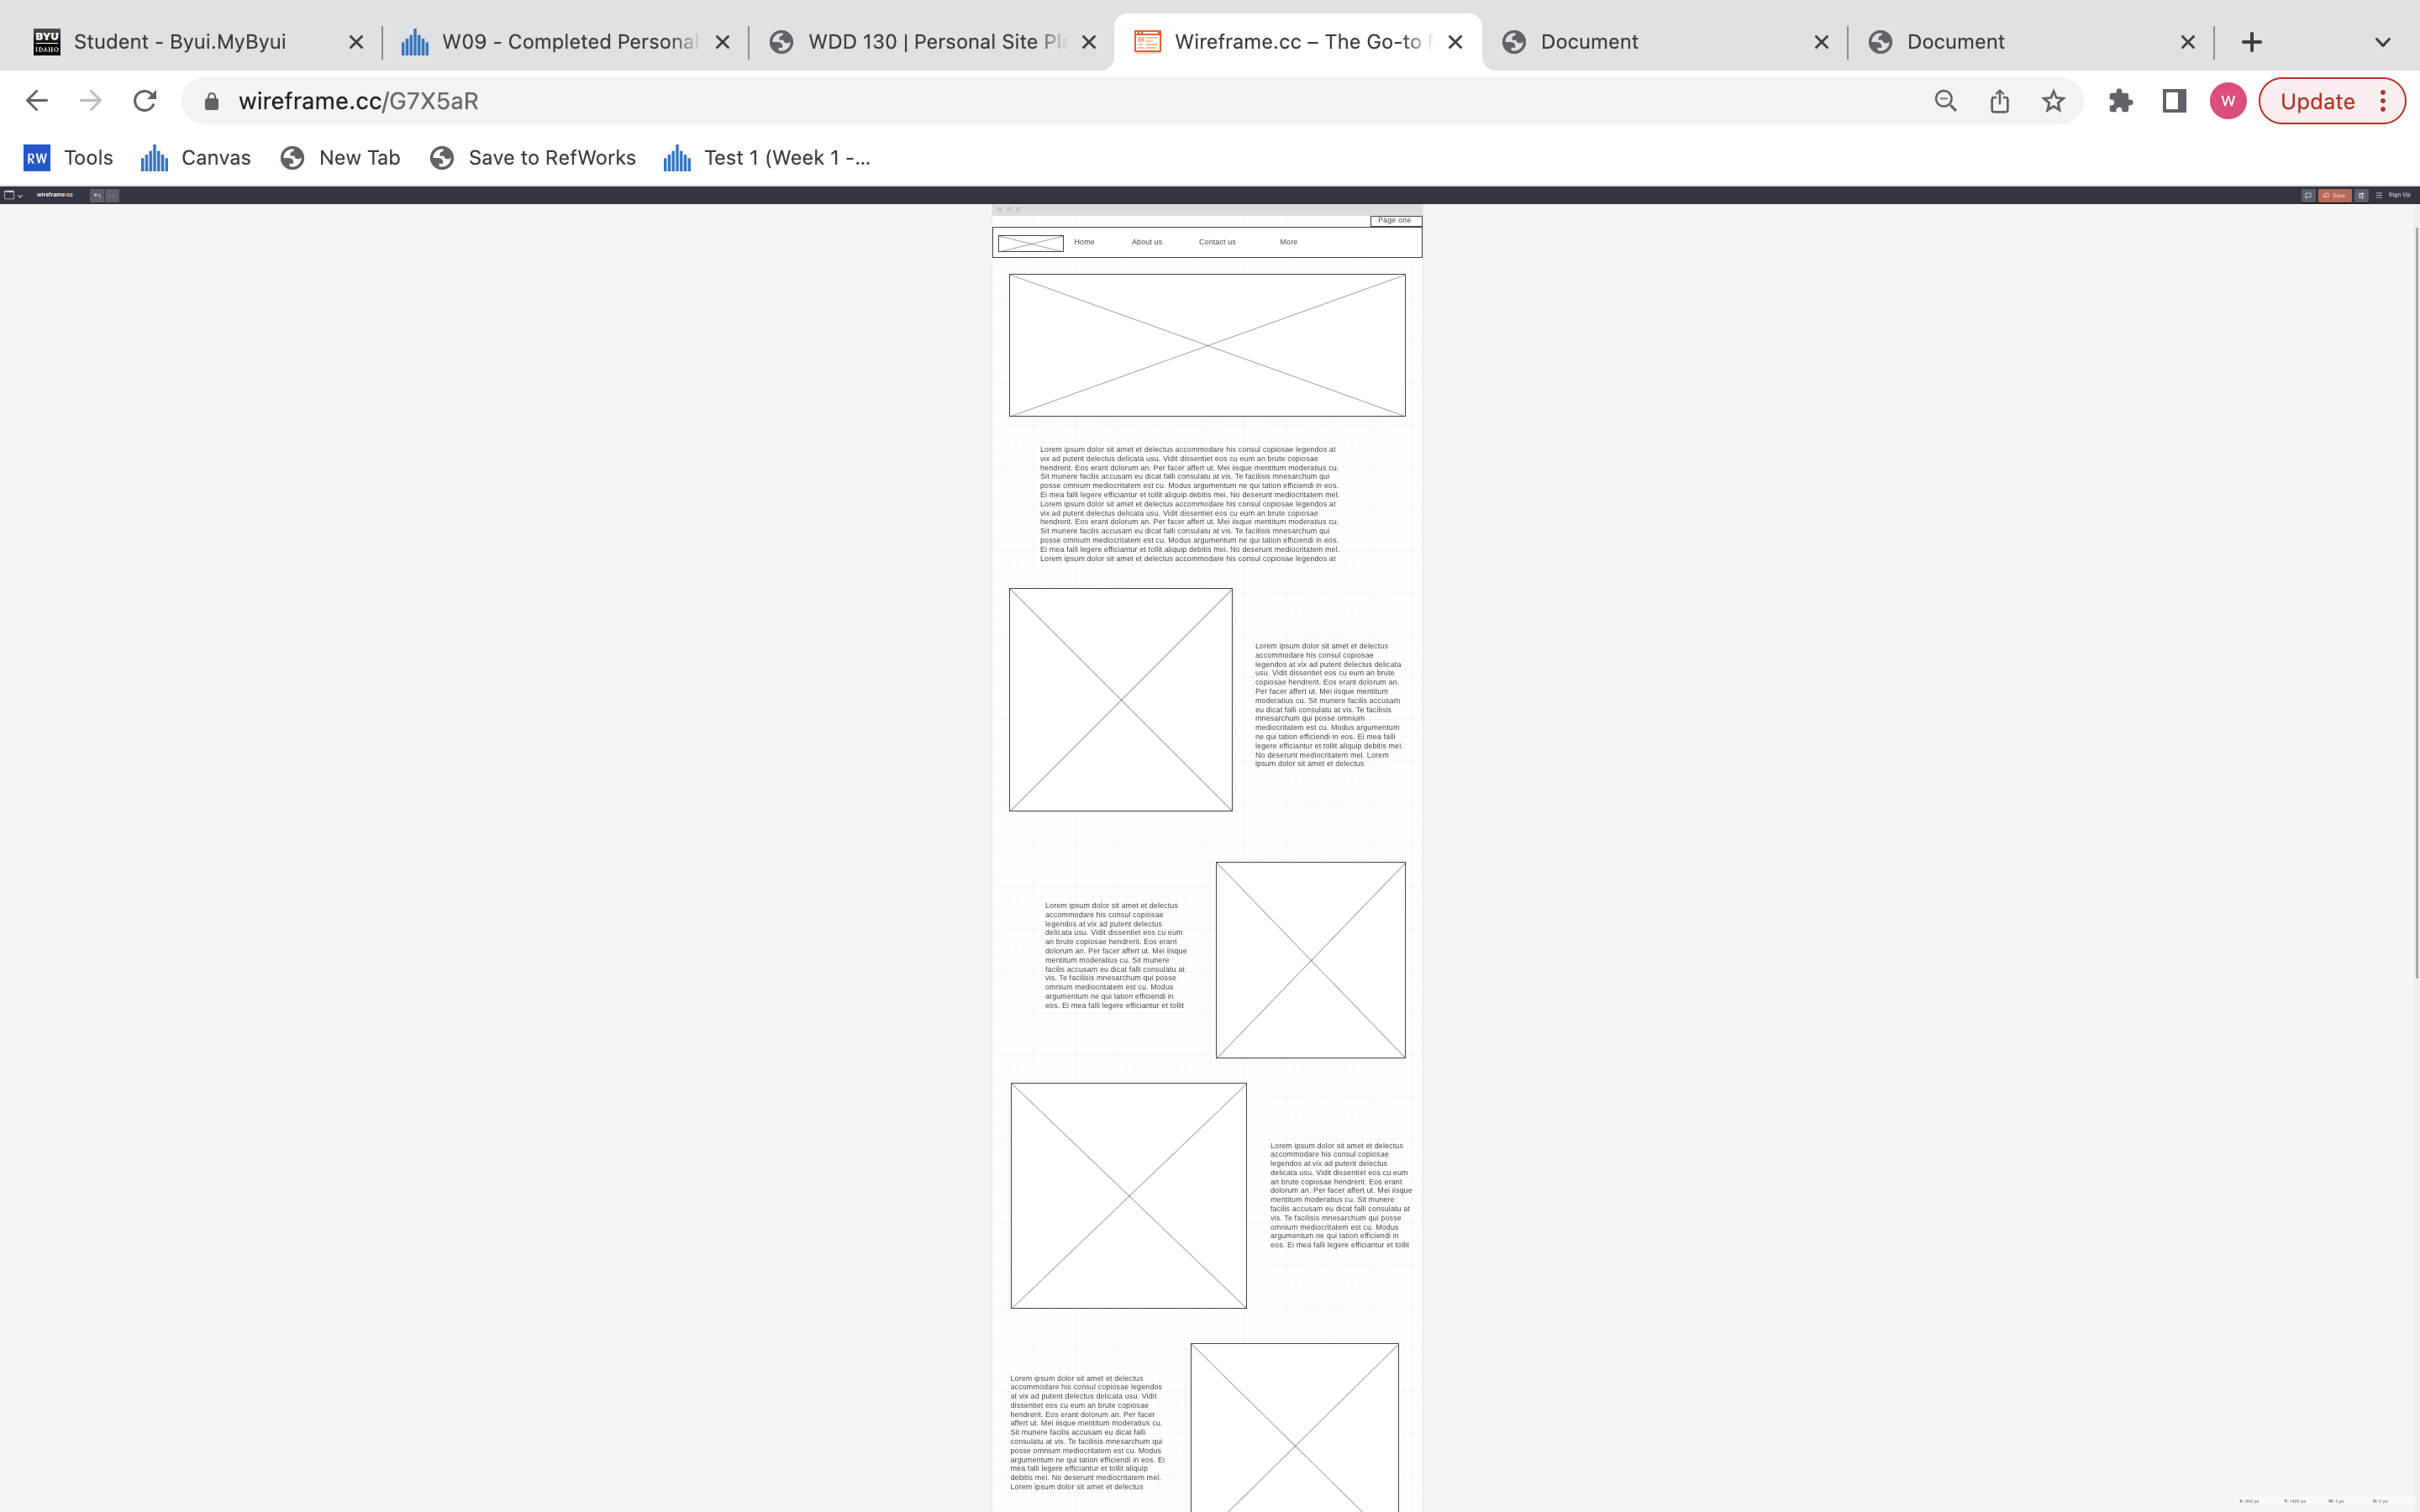 BYU IDAHO Student - Byui.MyByui
W09 - Completed Personal
WDD 130 | Personal Site Pla
Wireframe.cc – The Go-to
Document
Document
wireframe.cc/G7X5aR
W
Update
RW Tools
Canvas
New Tab
Save to RefWorks
Test 1 (Week 1 -...
wireframe|cc
Save
Sign Up
Page one
Home About us Contact us More
Lorem ipsum dolor sit amet et delectus accommodare his consul copiosae legendos at
vix ad putent delectus delicata usu. Vidit dissentiet eos cu eum an brute copiosae
hendrerit. Eos erant dolorum an. Per facer affert ut. Mei iisque mentitum moderatius cu.
Sit munere facilis accusam eu dicat falli consulatu at vis. Te facilisis mnesarchum qui
posse omnium mediocritatem est cu. Modus argumentum ne qui tation efficiendi in eos.
Ei mea falli legere efficiantur et tollit aliquip debitis mei. No deserunt mediocritatem mel.
Lorem ipsum dolor sit amet et delectus accommodare his consul copiosae legendos at
vix ad putent delectus delicata usu. Vidit dissentiet eos cu eum an brute copiosae
hendrerit. Eos erant dolorum an. Per facer affert ut. Mei iisque mentitum moderatius cu.
Sit munere facilis accusam eu dicat falli consulatu at vis. Te facilisis mnesarchum qui
posse omnium mediocritatem est cu. Modus argumentum ne qui tation efficiendi in eos.
Ei mea falli legere efficiantur et tollit aliquip debitis mei. No deserunt mediocritatem mel.
Lorem ipsum dolor sit amet et delectus accommodare his consul copiosae legendos at
Lorem ipsum dolor sit amet et delectus
accommodare his consul copiosae
legendos at vix ad putent delectus delicata
usu. Vidit dissentiet eos cu eum an brute
copiosae hendrerit. Eos erant dolorum an.
Per facer affert ut. Mei iisque mentitum
moderatius cu. Sit munere facilis accusam
eu dicat falli consulatu at vis. Te facilisis
mnesarchum qui posse omnium
mediocritatem est cu. Modus argumentum
ne qui tation efficiendi in eos. Ei mea falli
legere efficiantur et tollit aliquip debitis mei.
No deserunt mediocritatem mel. Lorem
ipsum dolor sit amet et delectus
Lorem ipsum dolor sit amet et delectus
accommodare his consul copiosae
legendos at vix ad putent delectus
delicata usu. Vidit dissentiet eos cu eum
an brute copiosae hendrerit. Eos erant
dolorum an. Per facer affert ut. Mei iisque
mentitum moderatius cu. Sit munere
facilis accusam eu dicat falli consulatu at
vis. Te facilisis mnesarchum qui posse
omnium mediocritatem est cu. Modus
argumentum ne qui tation efficiendi in
eos. Ei mea falli legere efficiantur et tollit
Lorem ipsum dolor sit amet et delectus
accommodare his consul copiosae
legendos at vix ad putent delectus
delicata usu. Vidit dissentiet eos cu eum
an brute copiosae hendrerit. Eos erant
dolorum an. Per facer affert ut. Mei iisque
mentitum moderatius cu. Sit munere
facilis accusam eu dicat falli consulatu at
vis. Te facilisis mnesarchum qui posse
omnium mediocritatem est cu. Modus
argumentum ne qui tation efficiendi in
eos. Ei mea falli legere efficiantur et tollit
Lorem ipsum dolor sit amet et delectus
accommodare his consul copiosae legendos
at vix ad putent delectus delicata usu. Vidit
dissentiet eos cu eum an brute copiosae
hendrerit. Eos erant dolorum an. Per facer
affert ut. Mei iisque mentitum moderatius cu.
Sit munere facilis accusam eu dicat falli
consulatu at vis. Te facilisis mnesarchum qui
posse omnium mediocritatem est cu. Modus
argumentum ne qui tation efficiendi in eos. Ei
mea falli legere efficiantur et tollit aliquip
debitis mei. No deserunt mediocritatem mel.
Lorem ipsum dolor sit amet et delectus